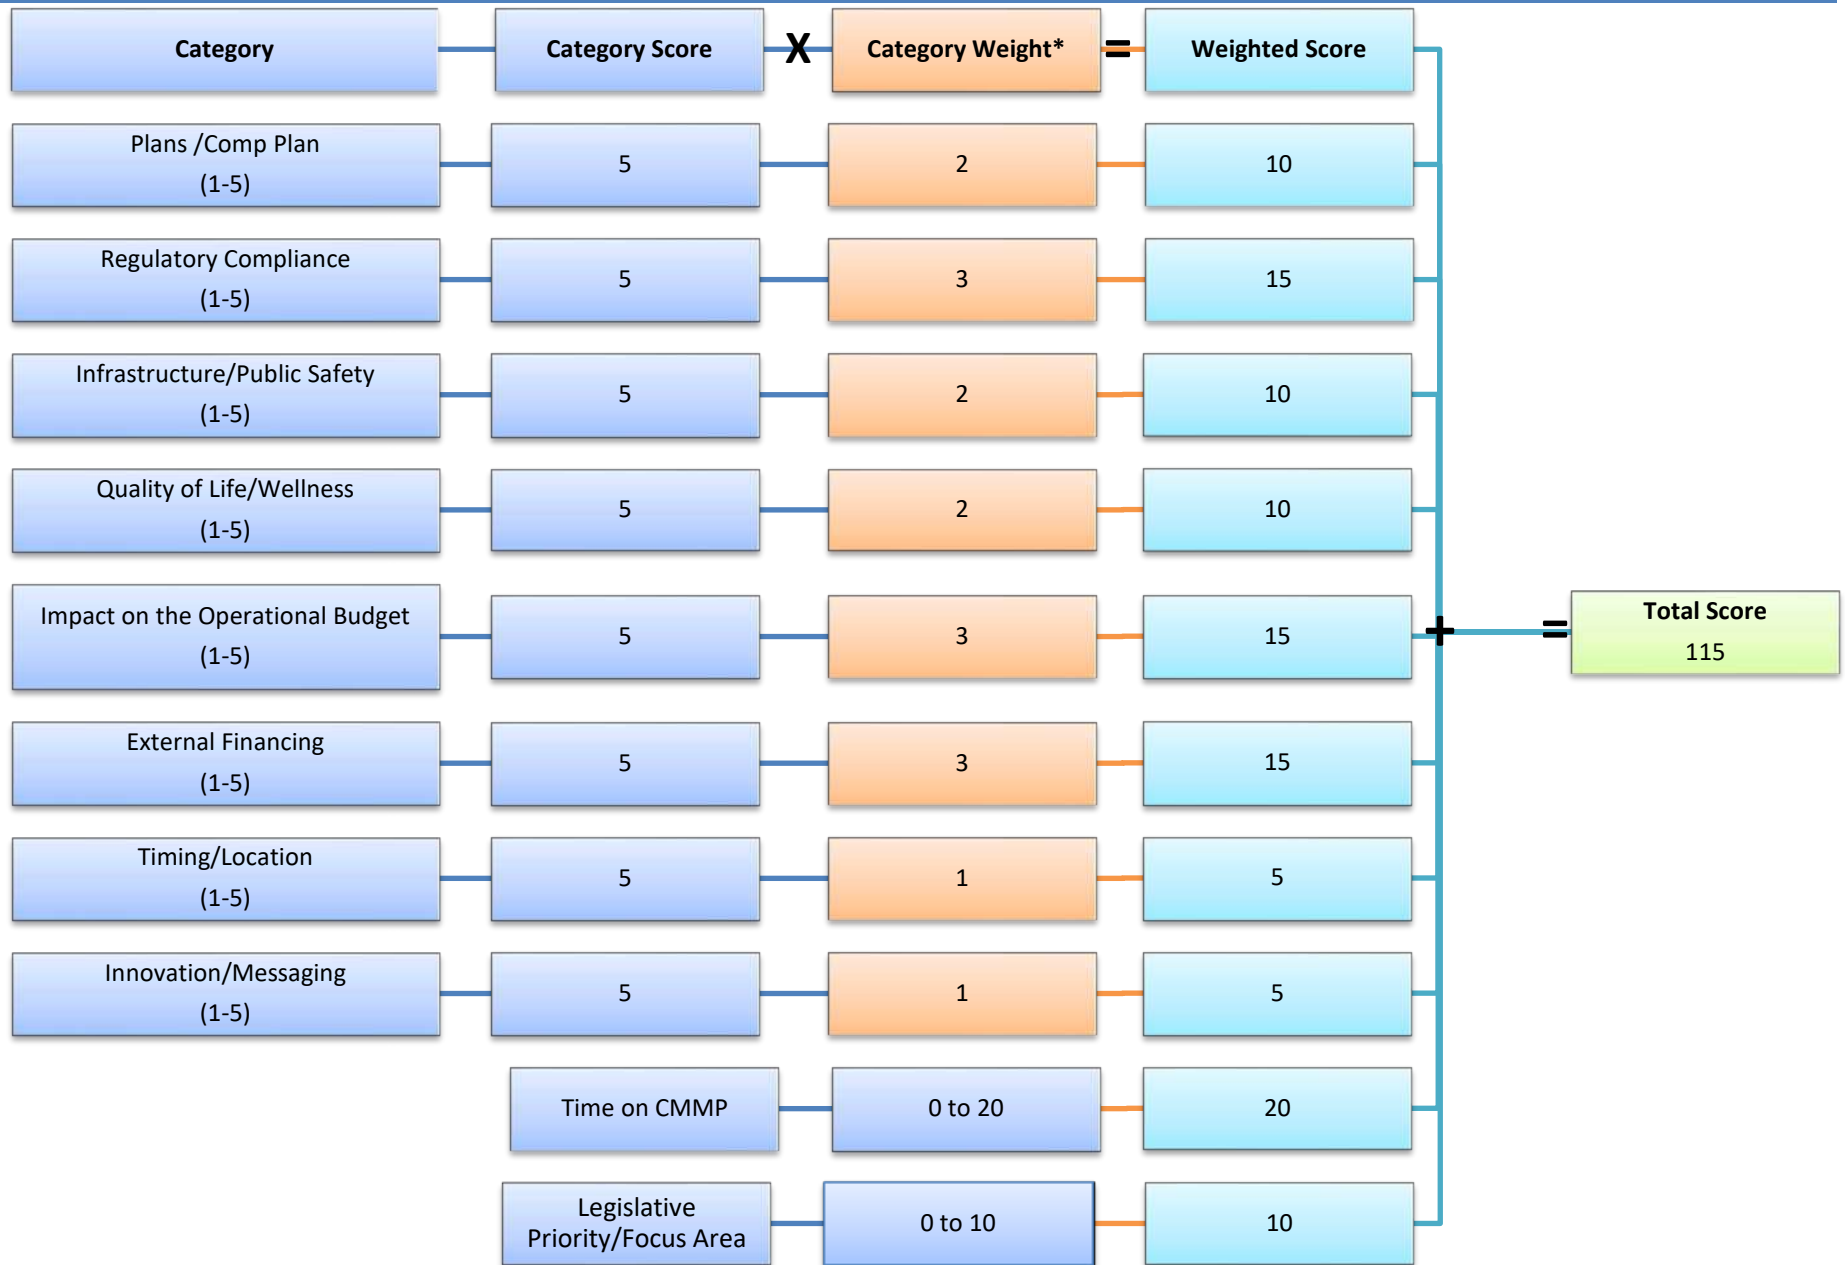 Category
Category Score
X
Category Weight*
=
Weighted Score
Plans /Comp Plan
(1-5)
5
2
10
Regulatory Compliance
(1-5)
5
3
15
Infrastructure/Public Safety
(1-5)
5
2
10
Quality of Life/Wellness
(1-5)
5
2
10
Impact on the Operational Budget
(1-5)
5
3
15
+
=
Total Score
115
External Financing
(1-5)
5
3
15
Timing/Location
(1-5)
5
1
5
Innovation/Messaging
(1-5)
5
1
5
Time on CMMP
0 to 20
20
Legislative
Priority/Focus Area
0 to 10
10